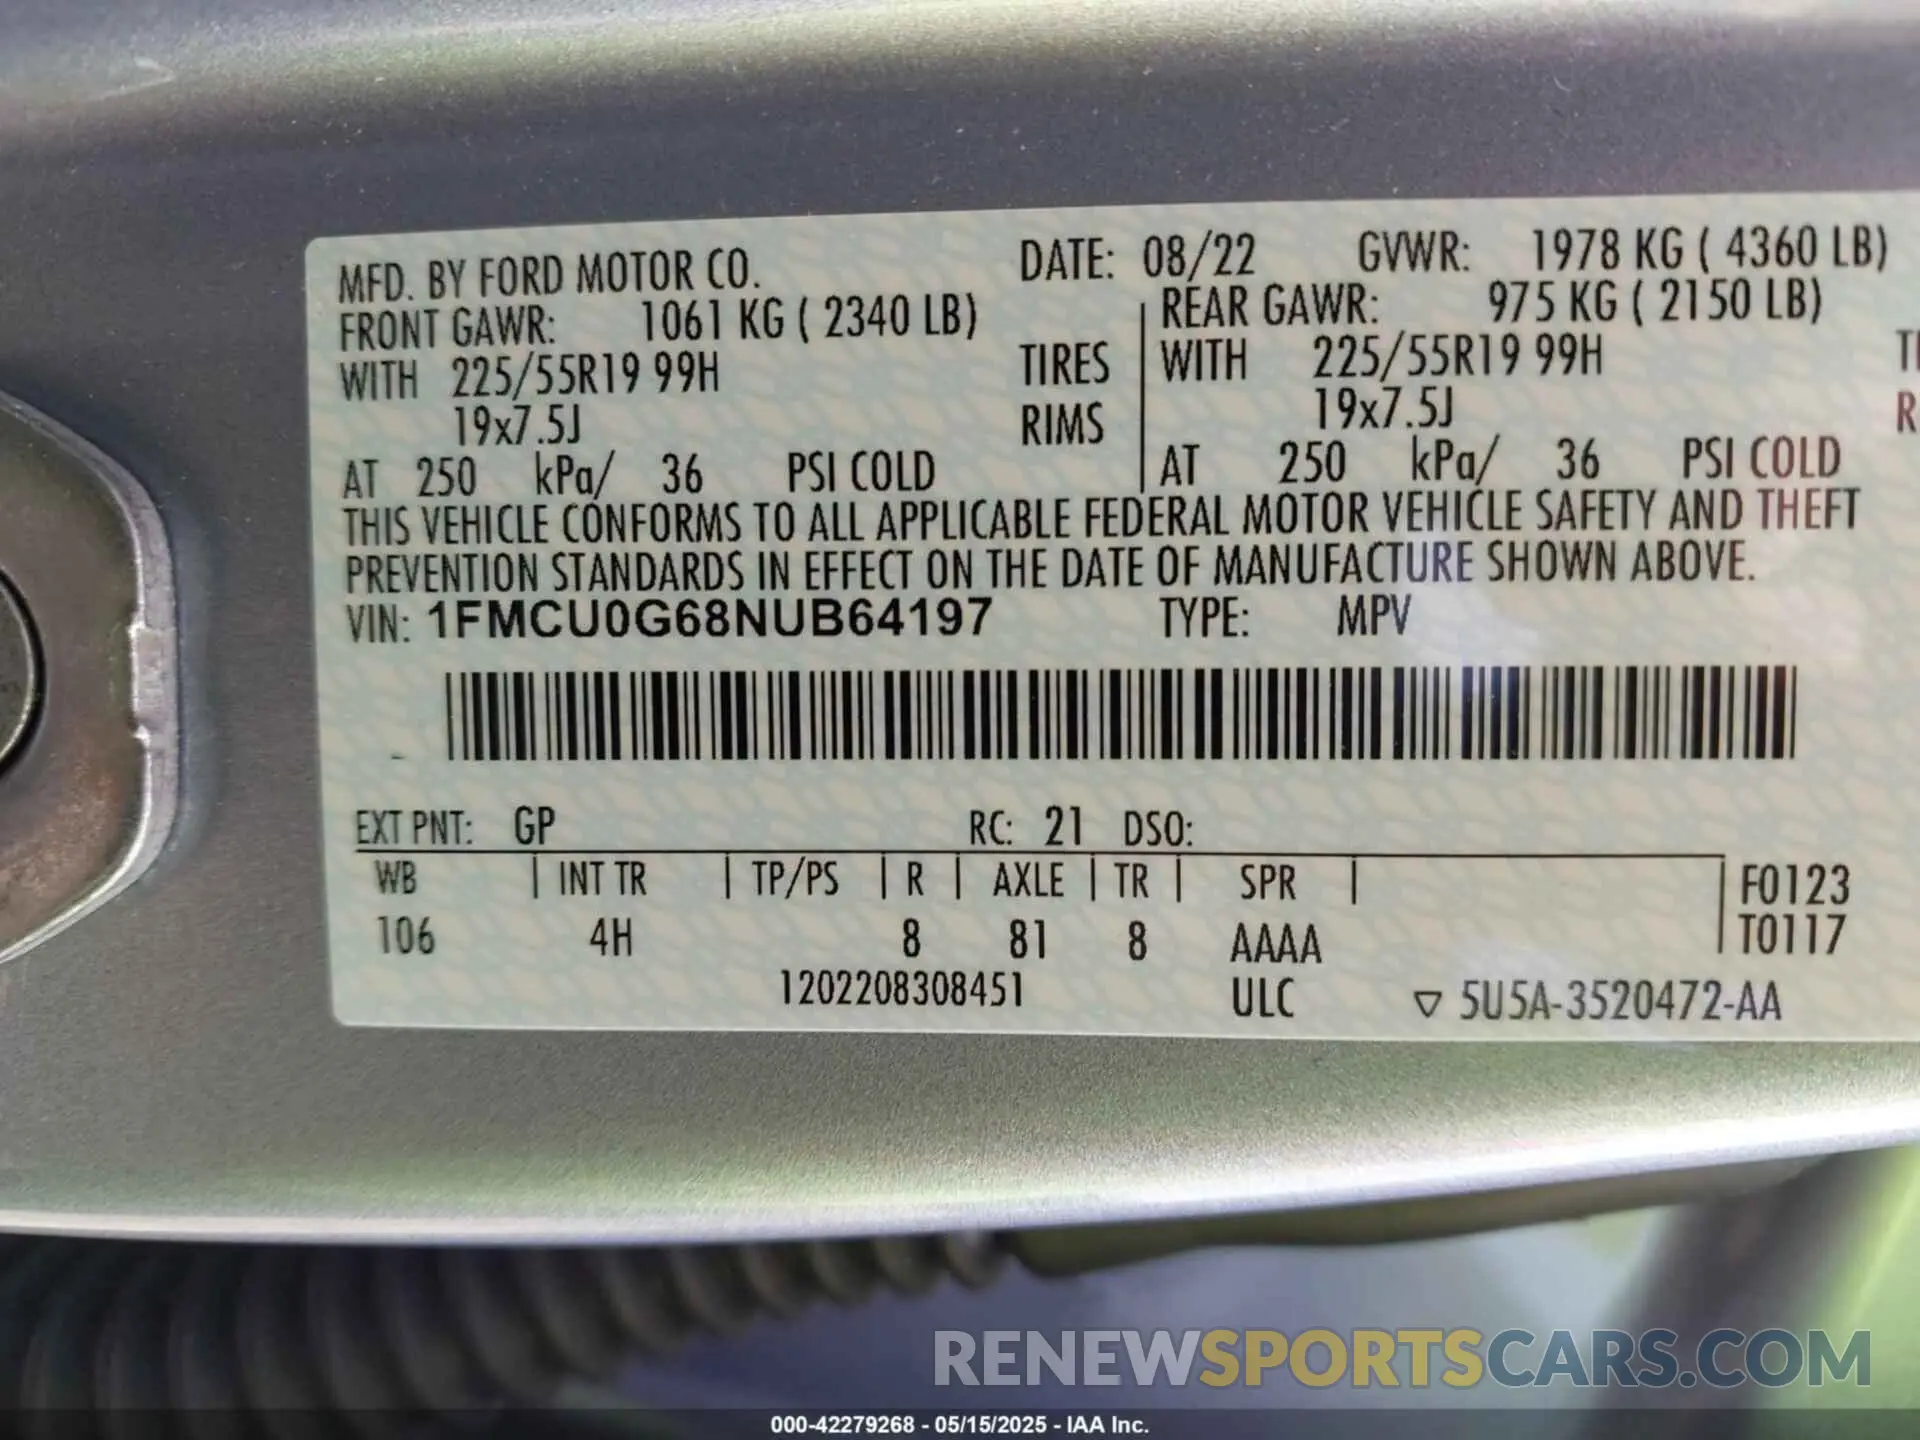 MFD. BY FORD MOTOR CO. DATE: 08/22 GVWR: 1978 KG ( 4360 LB)
FRONT GAWR: 1061 KG ( 2340 LB) REAR GAWR: 975 KG ( 2150 LB)
WITH 225/55R19 99H TIRES WITH 225/55R19 99H
19x7.5J RIMS 19x7.5J
AT 250 kPa/ 36 PSI COLD AT 250 kPa/ 36 PSI COLD
THIS VEHICLE CONFORMS TO ALL APPLICABLE FEDERAL MOTOR VEHICLE SAFETY AND THEFT
PREVENTION STANDARDS IN EFFECT ON THE DATE OF MANUFACTURE SHOWN ABOVE.
VIN: 1FMCU0G68NUB64197 TYPE: MPV
EXT PNT: GP RC: 21 DSO:
WB | INT TR | TP/PS | R | AXLE | TR | SPR | F0123
106 4H 8 81 8 AAAA T0117
1202208308451 ULC ▽ 5U5A-3520472-AA
RENEWSPORTSCARS.COM
000-42279268 - 05/15/2025 - IAA Inc.